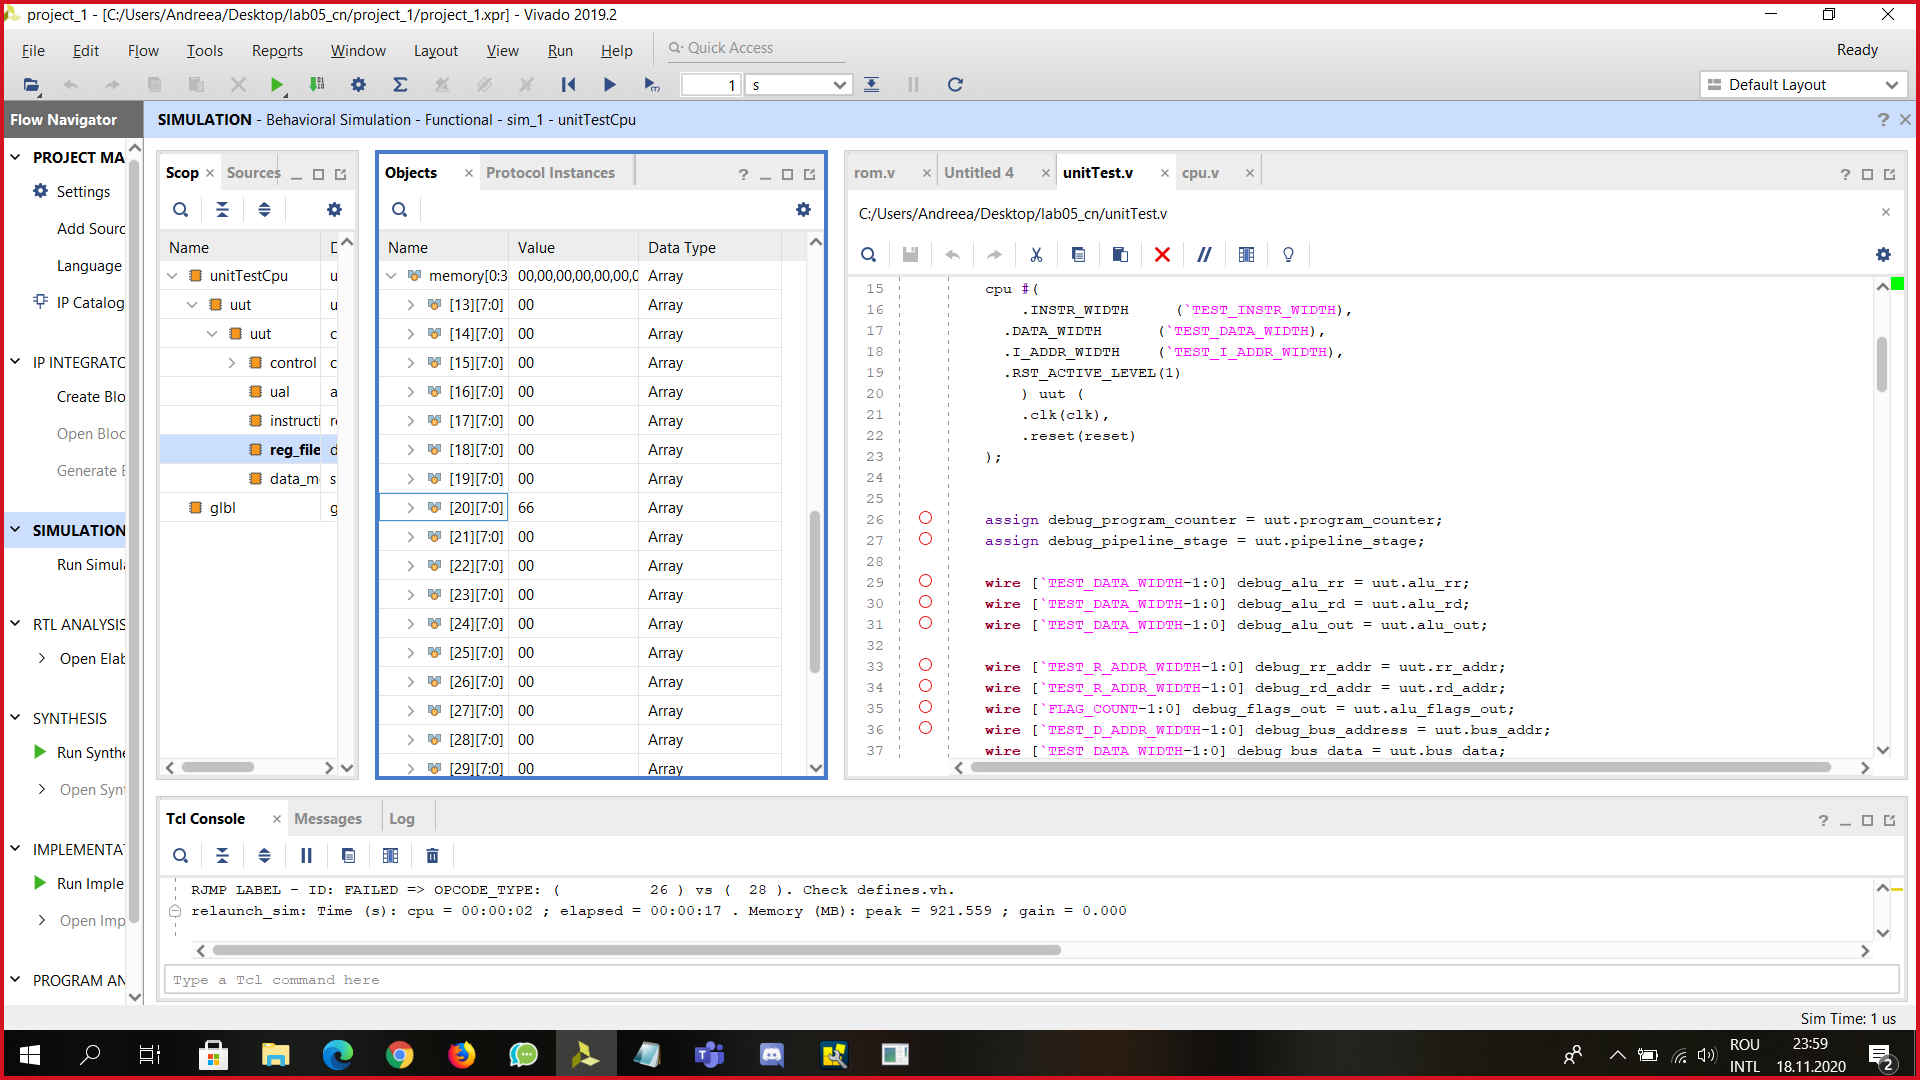 project_1 - [C:/Users/Andreea/Desktop/lab05_cn/project_1/project_1.xpr] - Vivado 2019.2
File Edit Flow Tools Reports Window Layout View Run Help Quick Access Ready
1 s Default Layout
Flow Navigator
SIMULATION - Behavioral Simulation - Functional - sim_1 - unitTestCpu
PROJECT MA
Settings
Add Sourc
Language
IP Catalog
IP INTEGRATO
Create Blo
Open Bloc
Generate B
SIMULATION
Run Simula
RTL ANALYSIS
Open Elab
SYNTHESIS
Run Synthe
Open Synt
IMPLEMENTAT
Run Imple
Open Imp
PROGRAM AN
Scop Sources
Name D
unitTestCpu u
uut u
uut c
control c
ual a
instructi r
reg_file d
data_m s
glbl g
Objects Protocol Instances
Name Value Data Type
memory[0:3 00,00,00,00,00,00,0 Array
[13][7:0] 00 Array
[14][7:0] 00 Array
[15][7:0] 00 Array
[16][7:0] 00 Array
[17][7:0] 00 Array
[18][7:0] 00 Array
[19][7:0] 00 Array
[20][7:0] 66 Array
[21][7:0] 00 Array
[22][7:0] 00 Array
[23][7:0] 00 Array
[24][7:0] 00 Array
[25][7:0] 00 Array
[26][7:0] 00 Array
[27][7:0] 00 Array
[28][7:0] 00 Array
[29][7:0] 00 Array
rom.v Untitled 4 unitTest.v cpu.v
C:/Users/Andreea/Desktop/lab05_cn/unitTest.v
15 cpu #(
16 .INSTR_WIDTH (`TEST_INSTR_WIDTH),
17 .DATA_WIDTH (`TEST_DATA_WIDTH),
18 .I_ADDR_WIDTH (`TEST_I_ADDR_WIDTH),
19 .RST_ACTIVE_LEVEL(1)
20 ) uut (
21 .clk(clk),
22 .reset(reset)
23 );
24
25
26 assign debug_program_counter = uut.program_counter;
27 assign debug_pipeline_stage = uut.pipeline_stage;
28
29 wire [`TEST_DATA_WIDTH-1:0] debug_alu_rr = uut.alu_rr;
30 wire [`TEST_DATA_WIDTH-1:0] debug_alu_rd = uut.alu_rd;
31 wire [`TEST_DATA_WIDTH-1:0] debug_alu_out = uut.alu_out;
32
33 wire [`TEST_R_ADDR_WIDTH-1:0] debug_rr_addr = uut.rr_addr;
34 wire [`TEST_R_ADDR_WIDTH-1:0] debug_rd_addr = uut.rd_addr;
35 wire [`FLAG_COUNT-1:0] debug_flags_out = uut.alu_flags_out;
36 wire [`TEST_D_ADDR_WIDTH-1:0] debug_bus_address = uut.bus_addr;
37 wire [`TEST_DATA_WIDTH-1:0] debug_bus_data = uut.bus_data;
Tcl Console Messages Log
RJMP LABEL - ID: FAILED => OPCODE_TYPE: ( 26 ) vs ( 28 ). Check defines.vh.
relaunch_sim: Time (s): cpu = 00:00:02 ; elapsed = 00:00:17 . Memory (MB): peak = 921.559 ; gain = 0.000
Type a Tcl command here
Sim Time: 1 us
ROU
INTL
23:59
18.11.2020
2